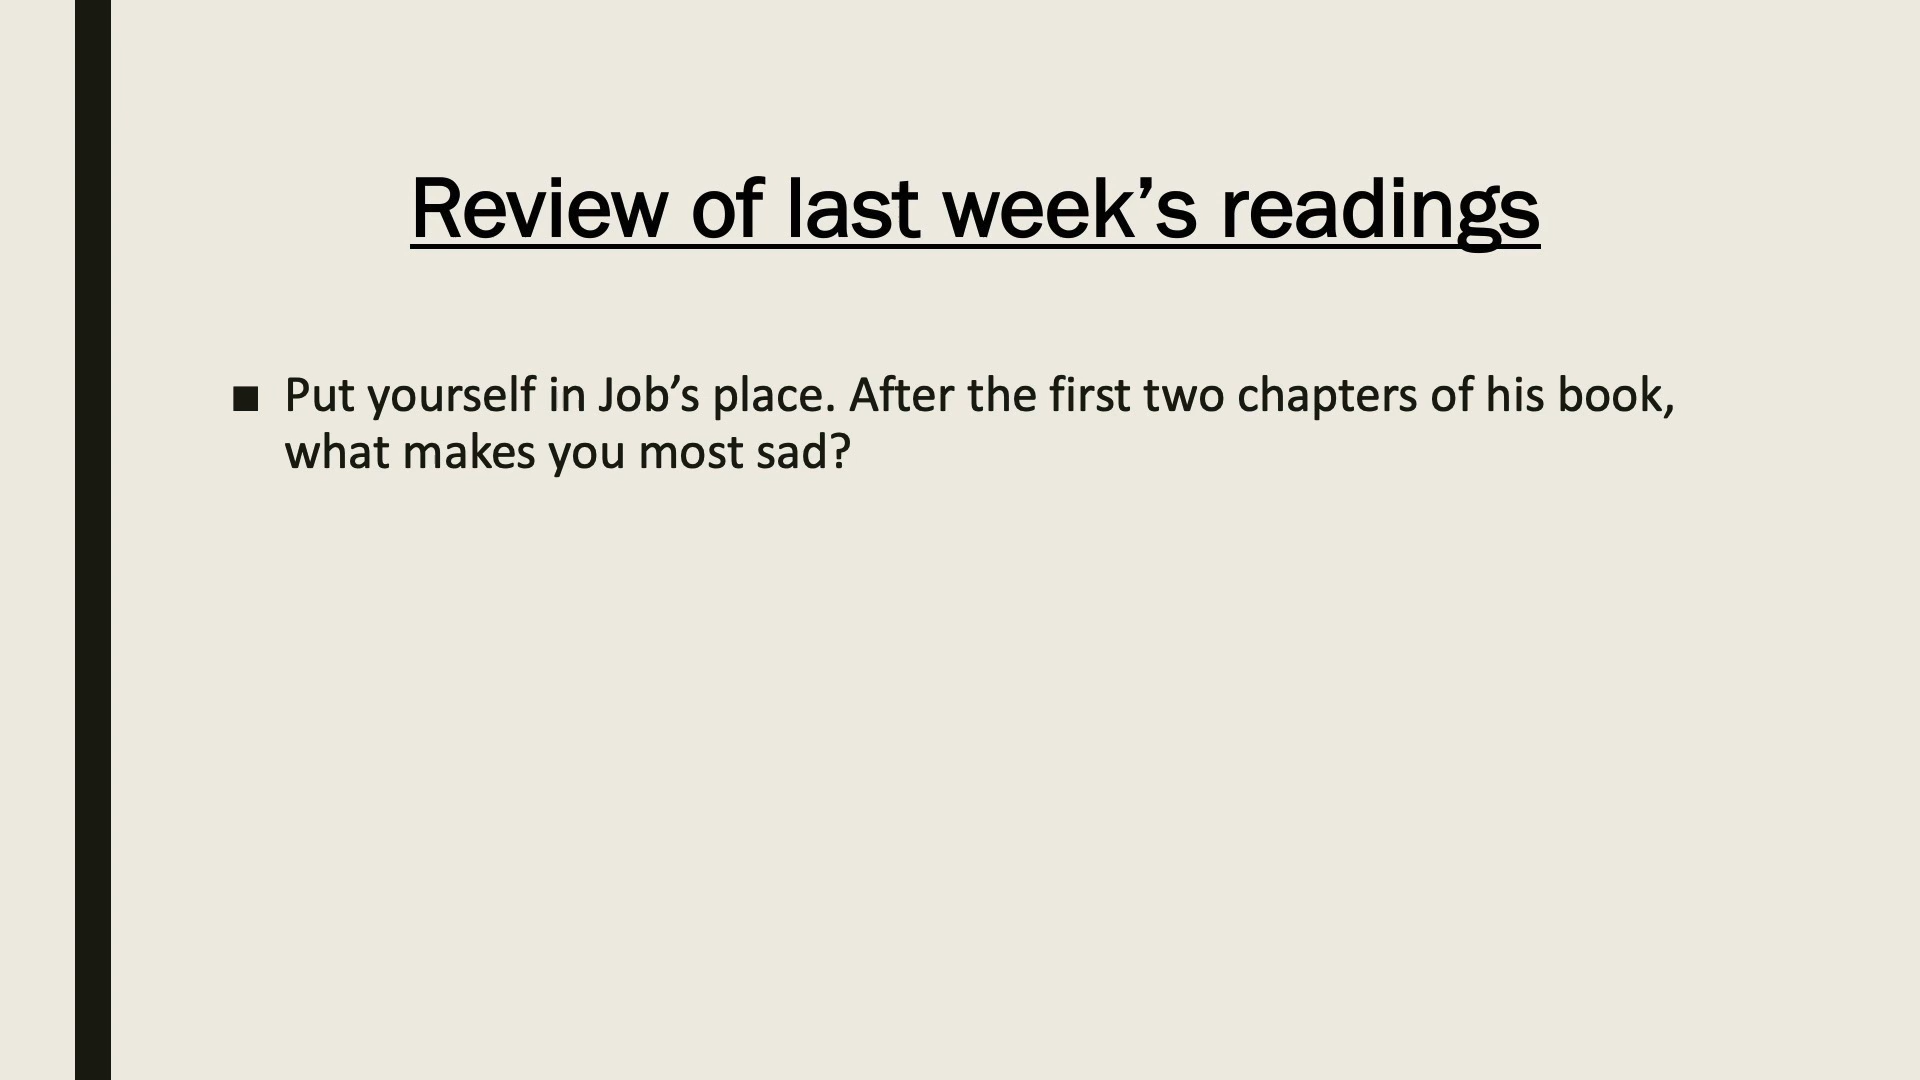 Review of last week’s readings
■ Put yourself in Job’s place. After the first two chapters of his book,
what makes you most sad?